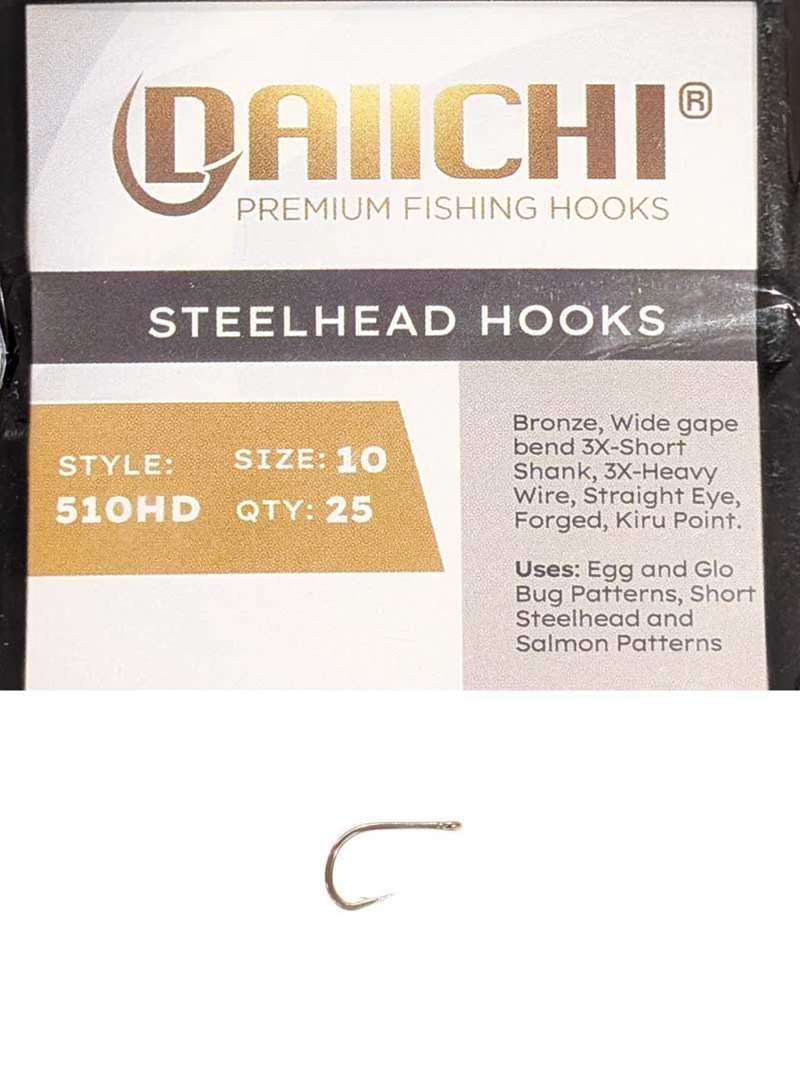 DAIICHI ®
PREMIUM FISHING HOOKS
STEELHEAD HOOKS
STYLE:
510HD
SIZE: 10
QTY: 25
Bronze, Wide gape
bend 3X-Short
Shank, 3X-Heavy
Wire, Straight Eye,
Forged, Kiru Point.
Uses: Egg and Glo
Bug Patterns, Short
Steelhead and
Salmon Patterns